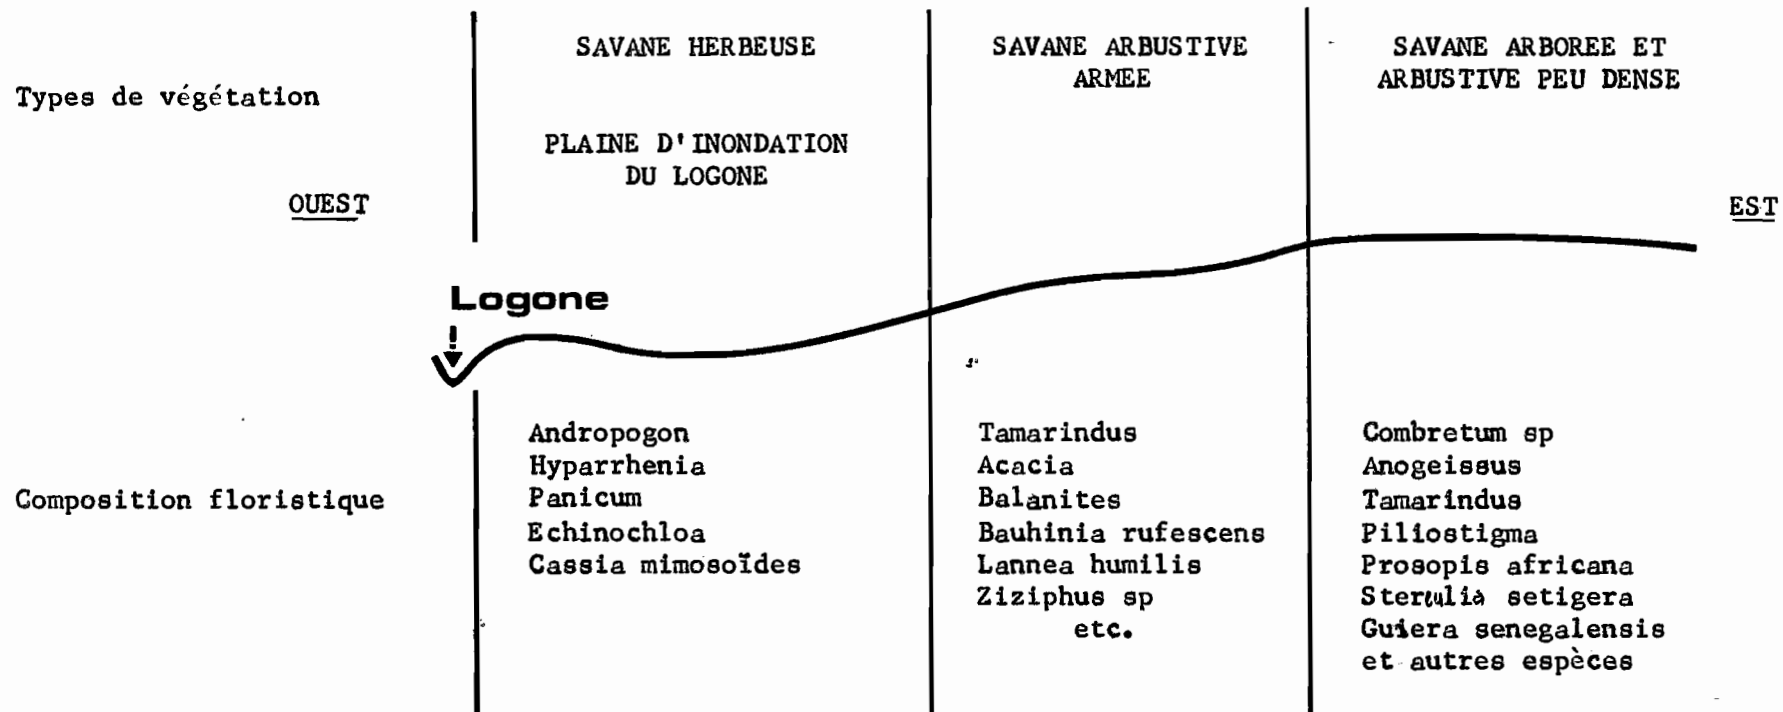 Types de végétation
SAVANE HERBEUSE
PLAINE D'INONDATION
DU LOGONE
SAVANE ARBUSTIVE
ARMEE
SAVANE ARBOREE ET
ARBUSTIVE PEU DENSE
OUEST
EST
Logone
Composition floristique
Andropogon
Hyparrhenia
Panicum
Echinochloa
Cassia mimosoïdes
Tamarindus
Acacia
Balanites
Bauhinia rufescens
Lannea humilis
Ziziphus sp
etc.
Combretum sp
Anogeissus
Tamarindus
Piliostigma
Prosopis africana
Sterculia setigera
Guiera senegalensis
et autres espèces